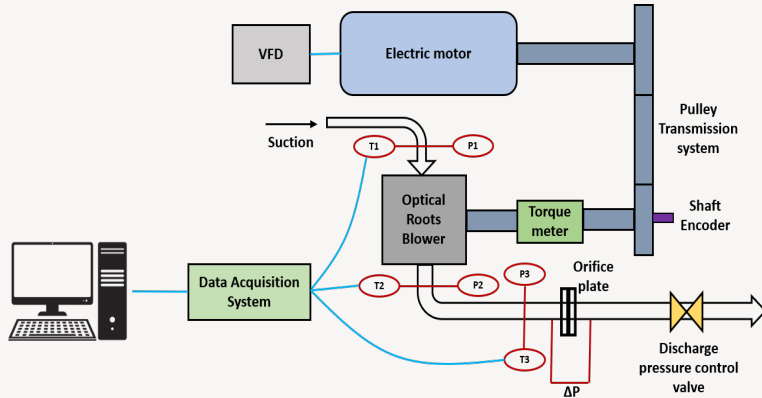 VFD
Electric motor
Pulley
Transmission
system
Suction
T1
P1
Optical
Roots
Blower
Torque
meter
Shaft
Encoder
Data Acquisition
System
T2
P2
P3
Orifice
plate
T3
ΔP
Discharge
pressure control
valve